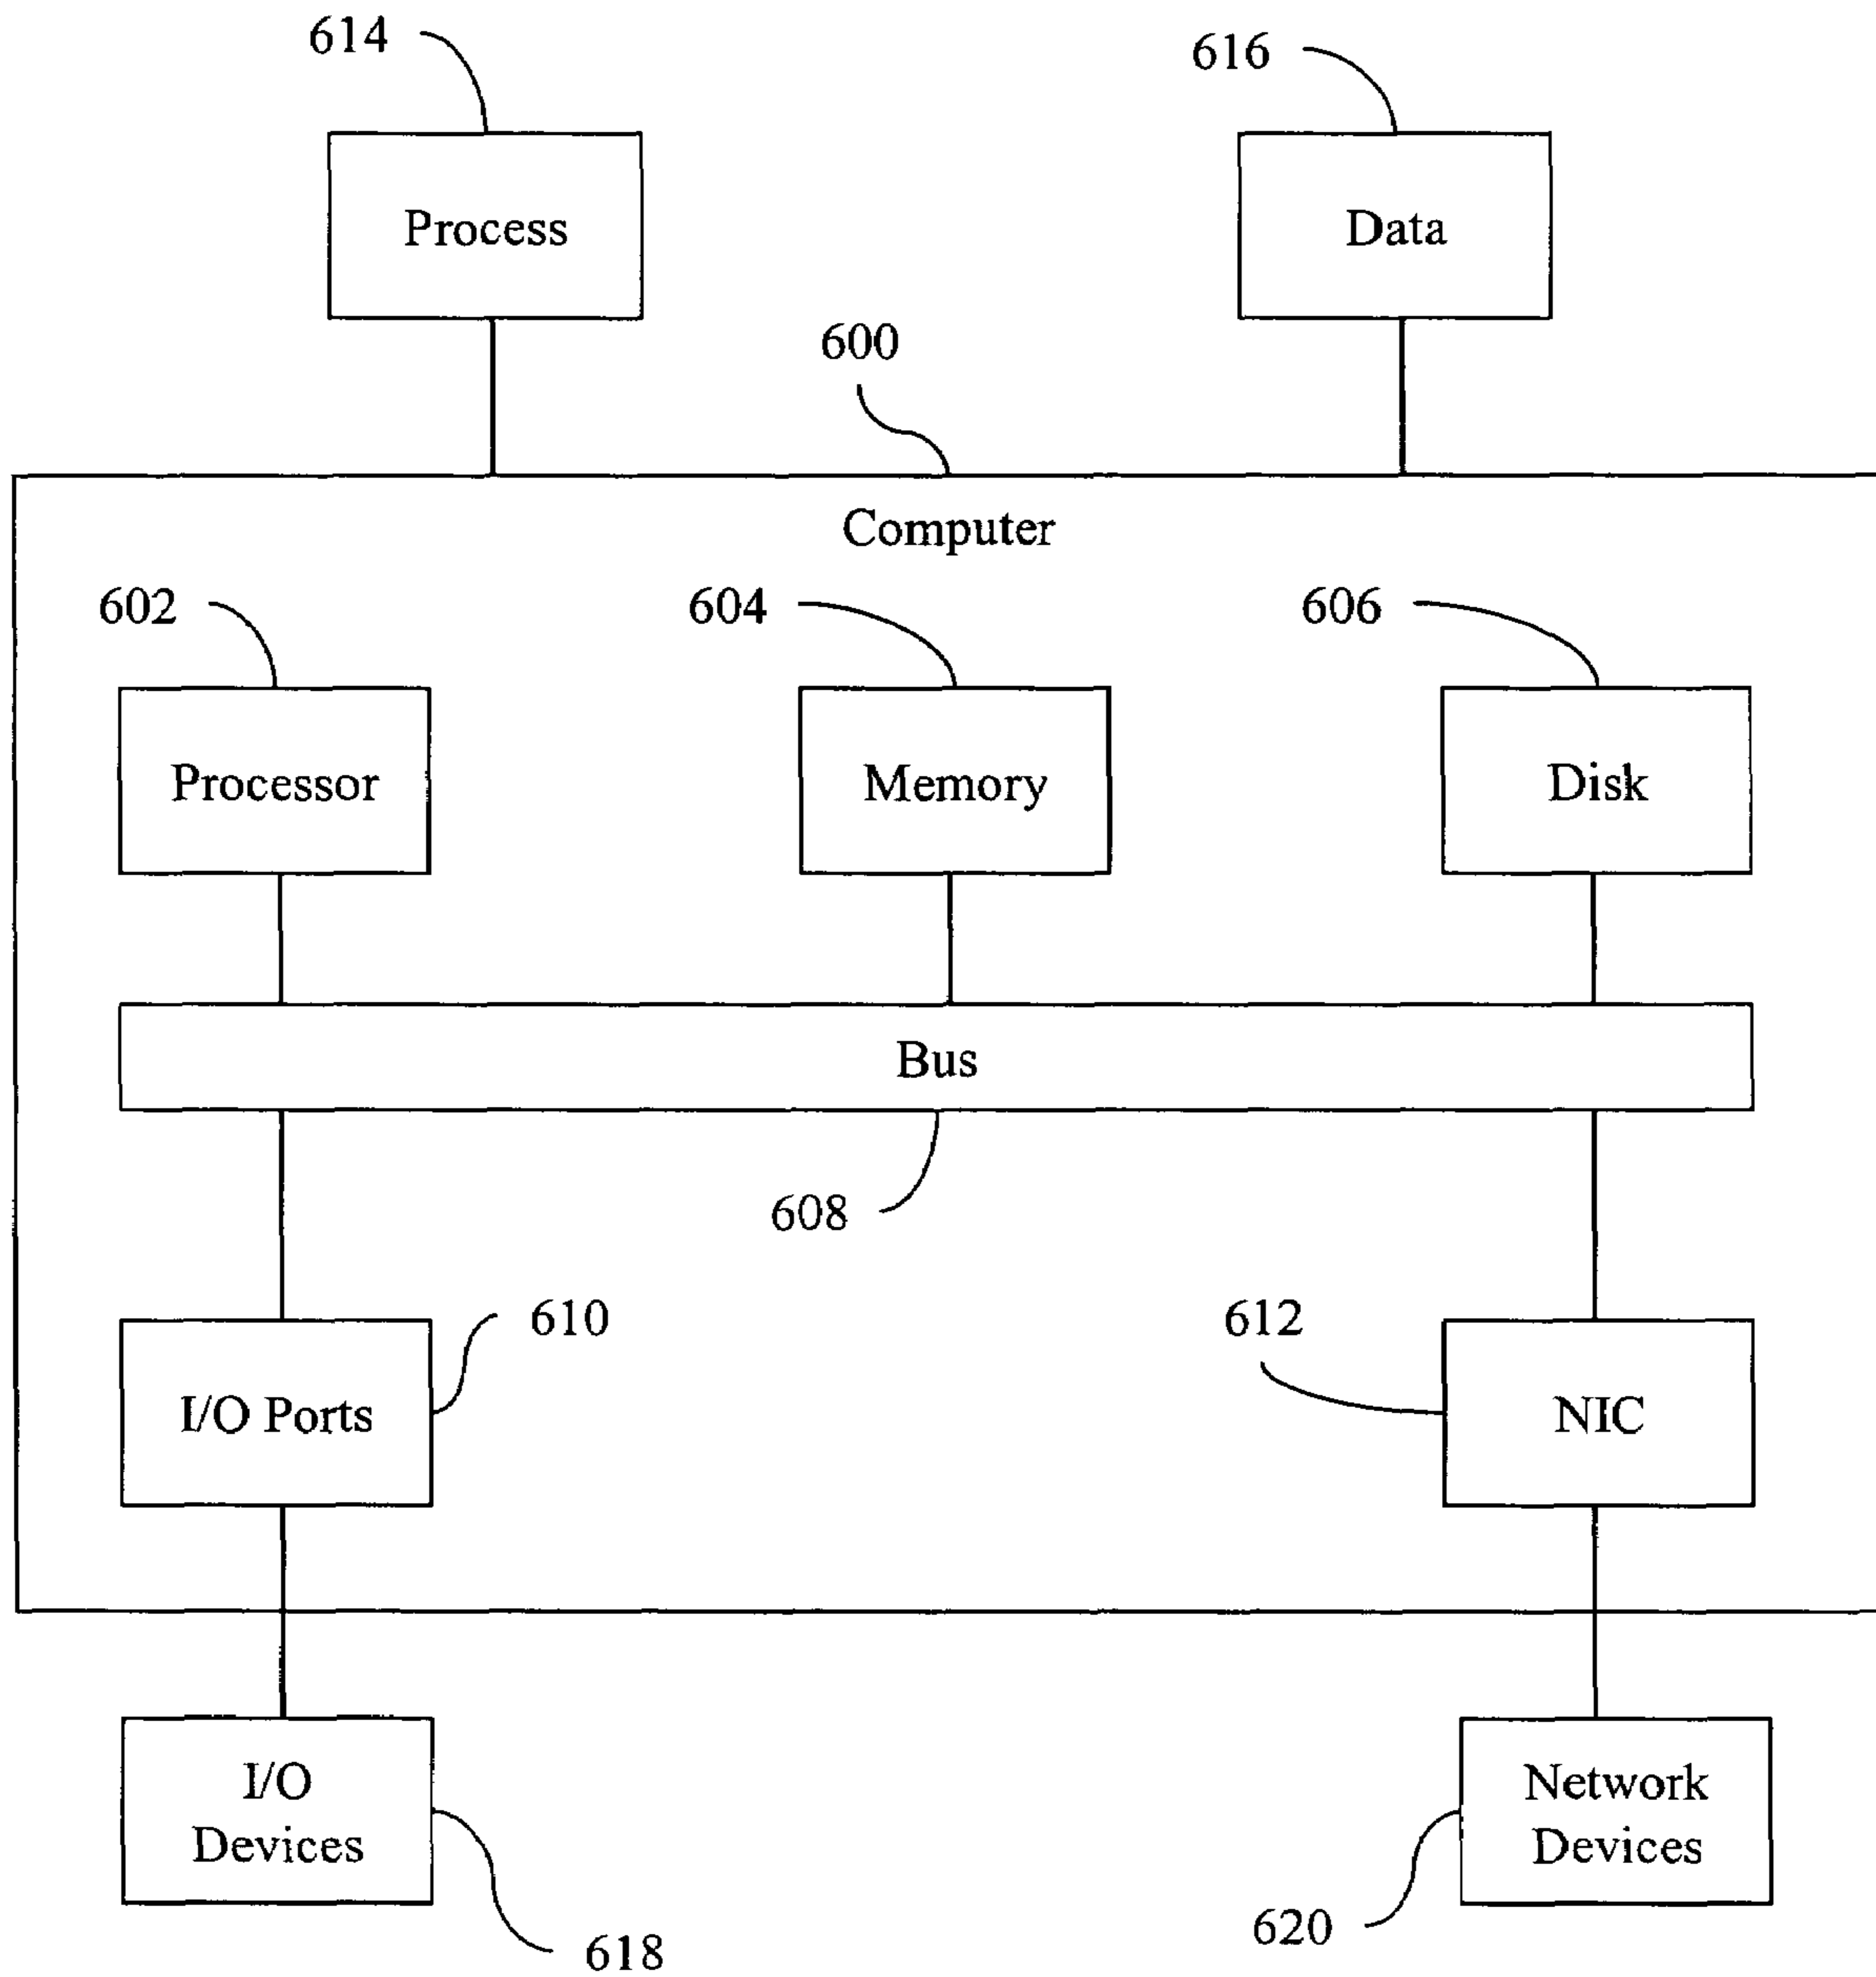 614
616
Process
Data
600
Computer
602
604
606
Processor
Memory
Disk
Bus
608
610
612
I/O Ports
NIC
I/O
Devices
Network
Devices
618
620